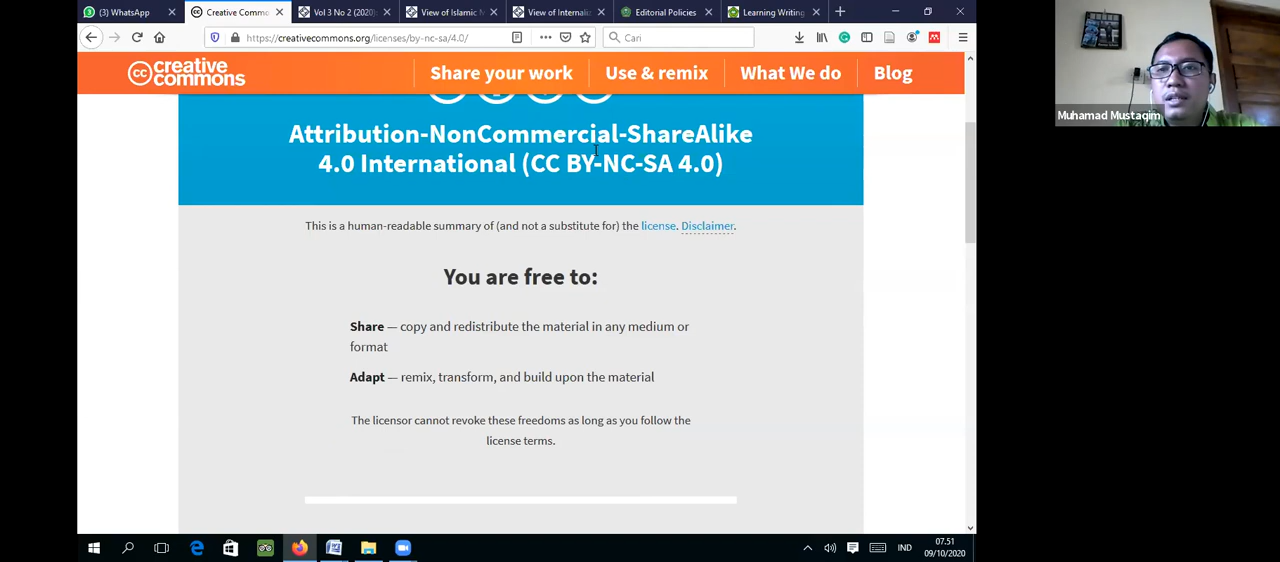 (3) WhatsApp
Creative Commo
Vol 3 No 2 (2020):
View of Islamic M
View of Internalis
Editorial Policies
Learning Writing
https://creativecommons.org/licenses/by-nc-sa/4.0/
Cari
creative
commons
Share your work
Use & remix
What We do
Blog
Attribution-NonCommercial-ShareAlike
4.0 International (CC BY-NC-SA 4.0)
This is a human-readable summary of (and not a substitute for) the license. Disclaimer.
You are free to:
Share — copy and redistribute the material in any medium or
format
Adapt — remix, transform, and build upon the material
The licensor cannot revoke these freedoms as long as you follow the
license terms.
Muhamad Mustaqim
IND
07.51
09/10/2020